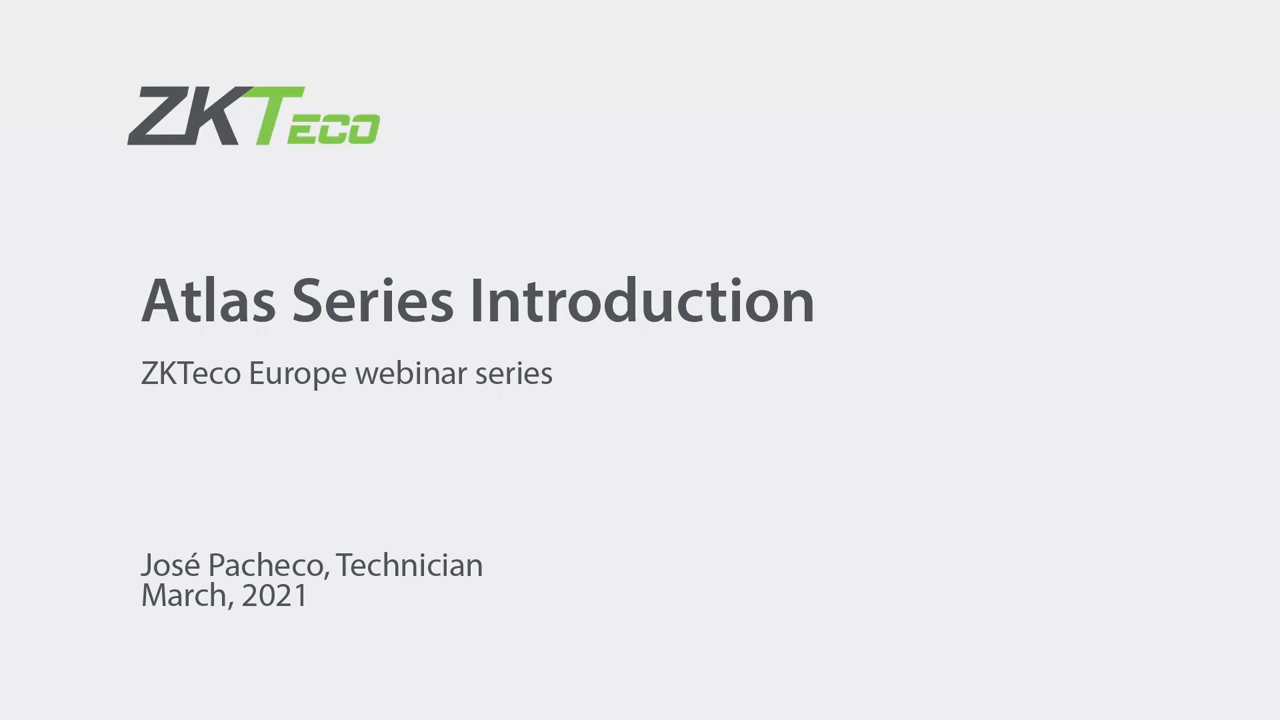 ZKTeco
Atlas Series Introduction
ZKTeco Europe webinar series
José Pacheco, Technician
March, 2021